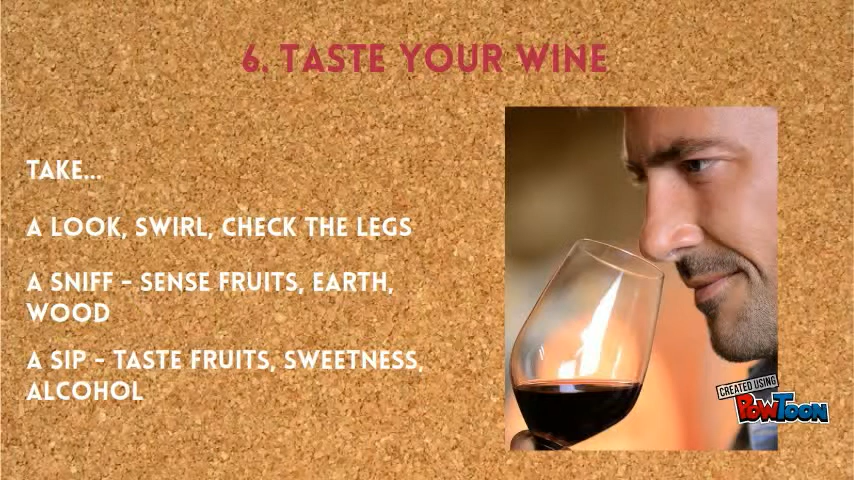 6. TASTE YOUR WINE
TAKE...
A LOOK, SWIRL, CHECK THE LEGS
A SNIFF - SENSE FRUITS, EARTH,
WOOD
A SIP - TASTE FRUITS, SWEETNESS,
ALCOHOL
CREATED USING
POWTOON